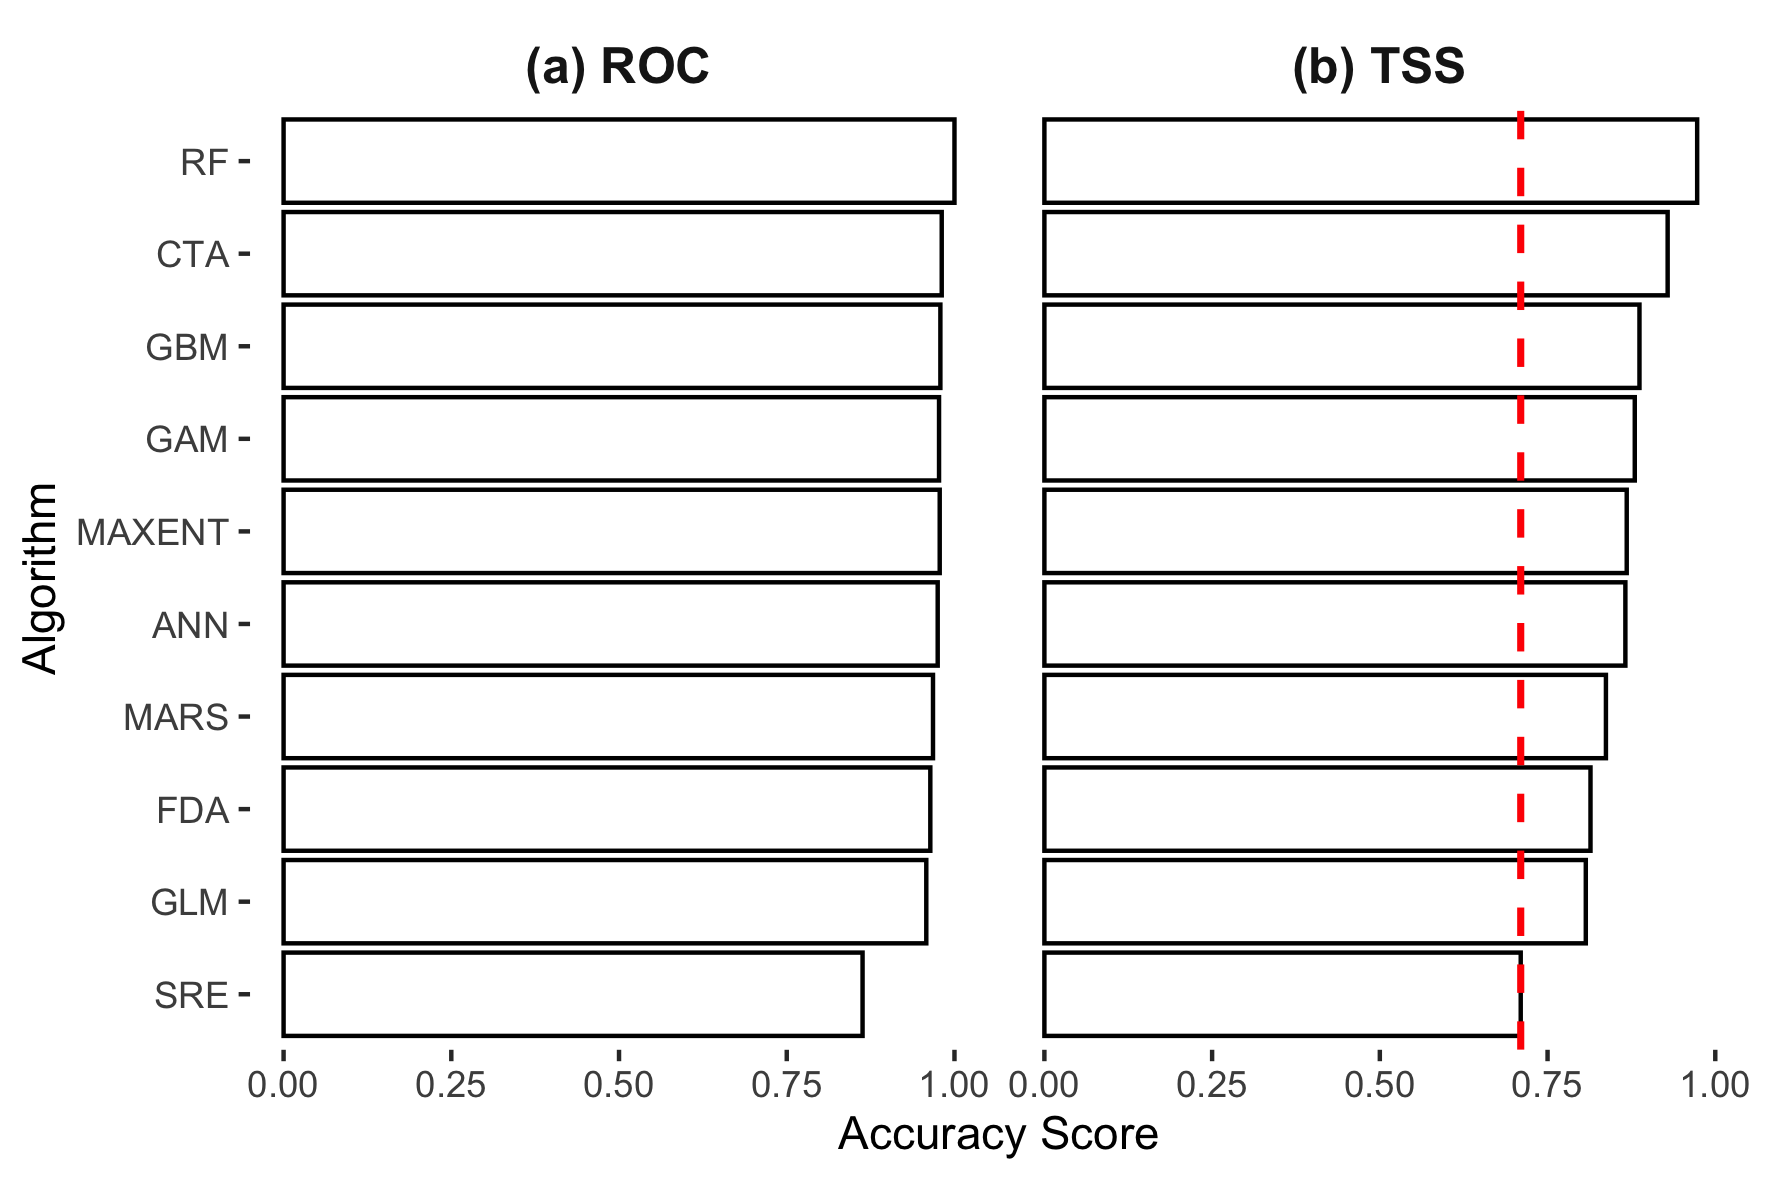 (a) ROC
(b) TSS
Algorithm
RF
CTA
GBM
GAM
MAXENT
ANN
MARS
FDA
GLM
SRE
0.00 0.25 0.50 0.75 1.00 0.00 0.25 0.50 0.75 1.00
Accuracy Score